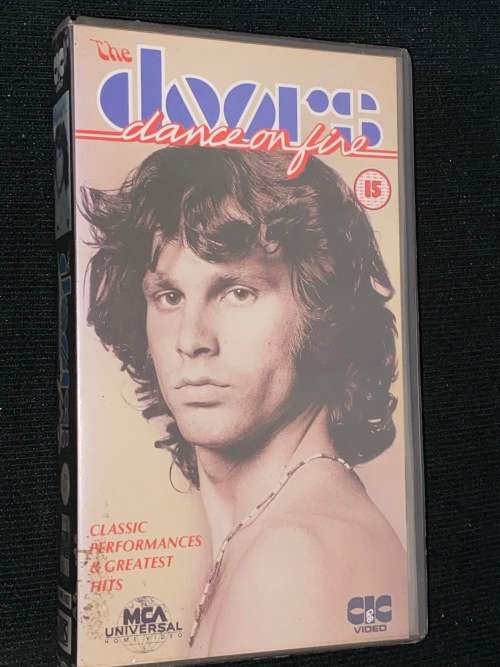 The
doors
dance on fire
15
CLASSIC
PERFORMANCES
& GREATEST
HITS
MCA
UNIVERSAL
HOME VIDEO
CIC
VIDEO